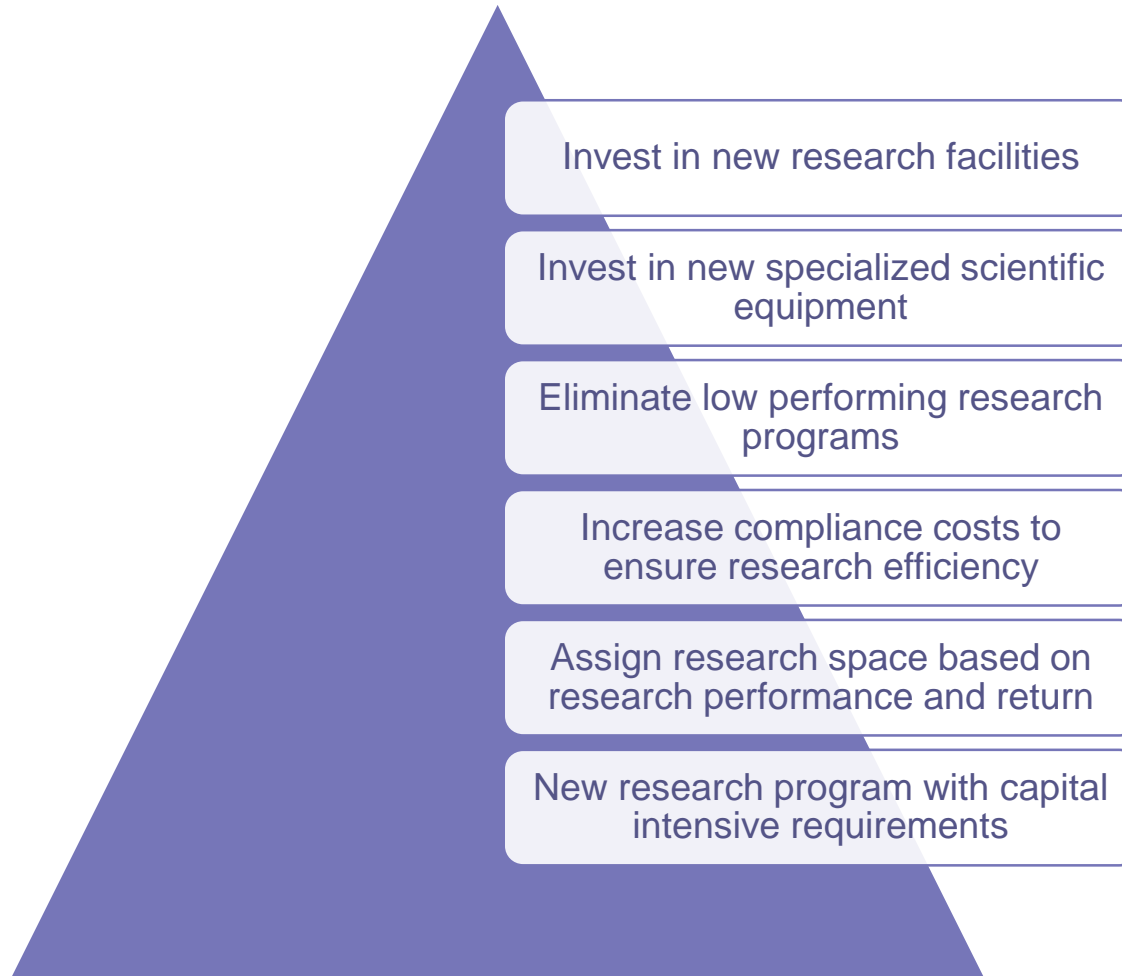 Invest in new research facilities
Invest in new specialized scientific
equipment
Eliminate low performing research
programs
Increase compliance costs to
ensure research efficiency
Assign research space based on
research performance and return
New research program with capital
intensive requirements